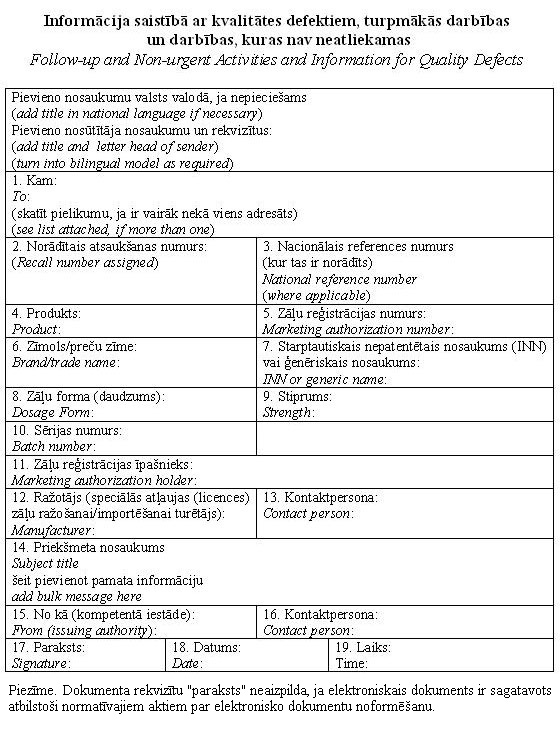 Informācija saistībā ar kvalitātes defektiem, turpmākās darbības
un darbības, kuras nav neatliekamas
Follow-up and Non-urgent Activities and Information for Quality Defects
Pievieno nosaukumu valsts valodā, ja nepieciešams
(add title in national language if necessary)
Pievieno nosūtītāja nosaukumu un rekvizītus:
(add title and letter head of sender)
(turn into bilingual model as required)
1. Kam:
To:
(skatīt pielikumu, ja ir vairāk nekā viens adresāts)
(see list attached, if more than one)
2. Norādītais atsaukšanas numurs:
(Recall number assigned)
3. Nacionālais references numurs
(kur tas ir norādīts)
National reference number
(where applicable)
4. Produkts:
Product:
5. Zāļu reģistrācijas numurs:
Marketing authorization number:
6. Zīmols/preču zīme:
Brand/trade name:
7. Starptautiskais nepatentētais nosaukums (INN)
vai ģenēriskais nosaukums:
INN or generic name:
8. Zāļu forma (daudzums):
Dosage Form:
9. Stiprums:
Strength:
10. Sērijas numurs:
Batch number:
11. Zāļu reģistrācijas īpašnieks:
Marketing authorization holder:
12. Ražotājs (speciālās atļaujas (licences)
zāļu ražošanai/importēšanai turētājs):
Manufacturer:
13. Kontaktpersona:
Contact person:
14. Priekšmeta nosaukums
Subject title
šeit pievienot pamata informāciju
add bulk message here
15. No kā (kompetentā iestāde):
From (issuing authority):
16. Kontaktpersona:
Contact person:
17. Paraksts:
Signature:
18. Datums:
Date:
19. Laiks:
Time:
Piezīme. Dokumenta rekvizītu "paraksts" neaizpilda, ja elektroniskais dokuments ir sagatavots
atbilstoši normatīvajiem aktiem par elektronisko dokumentu noformēšanu.